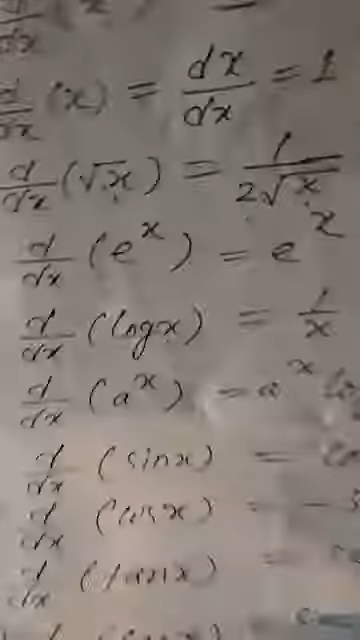 d/dx (x) = dx/dx = 1
d/dx (√x) = 1/2√x
d/dx (e^x) = e^x
d/dx (logx) = 1/x
d/dx (a^x) = a^x
d/dx (sinx) =
d/dx (cosx) = -
d/dx (tanx) =